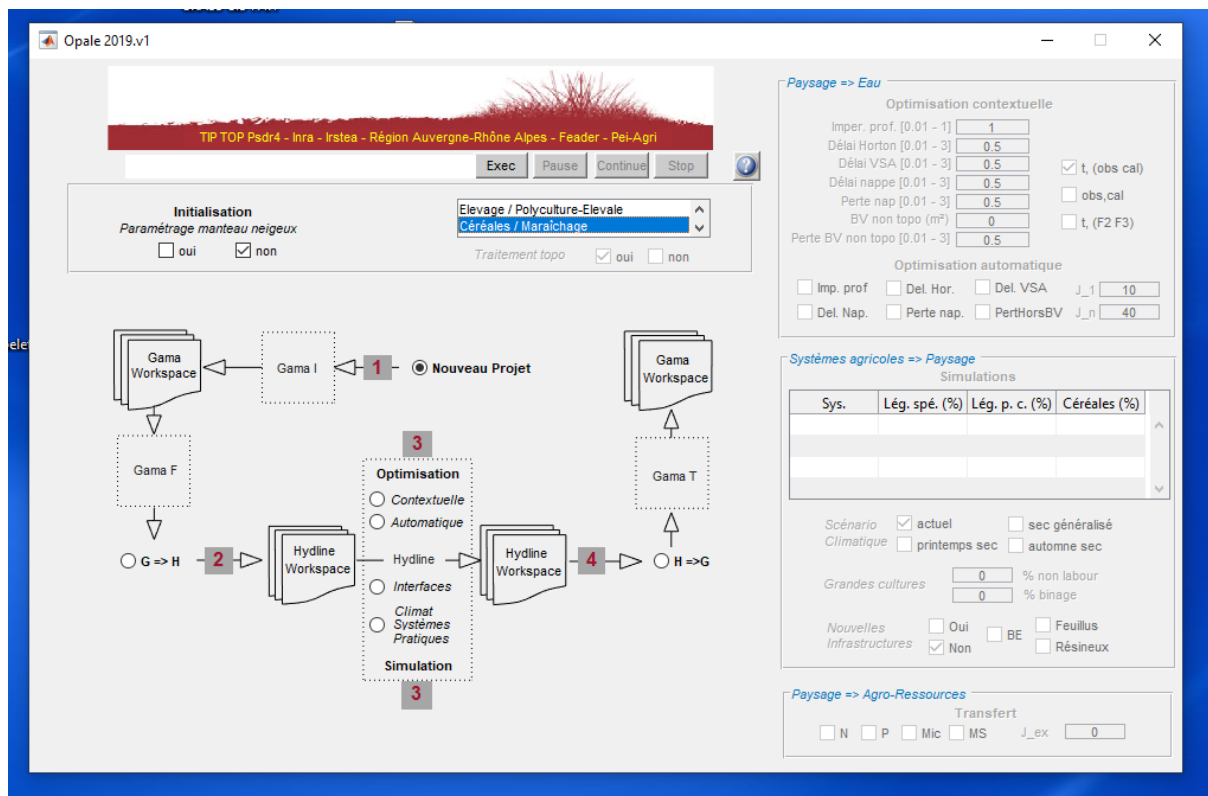 Opale 2019.v1
TIP TOP Psdr4 - Inra - Irstea - Région Auvergne-Rhône Alpes - Feader - Pei-Agri
Exec Pause Continue Stop
Initialisation
Paramétrage manteau neigeux
oui non
Elevage / Polyculture-Elevale
Céréales / Maraîchage
Traitement topo oui non
Gama
Workspace
Gama I
1
Nouveau Projet
Gama
Workspace
Gama F
3
Optimisation
Contextuelle
Automatique
Gama T
G => H
2
Hydline
Workspace
Hydline
Hydline
Workspace
4
H =>G
Interfaces
Climat
Systèmes
Pratiques
Simulation
3
Paysage => Eau
Optimisation contextuelle
Imper. prof. [0.01 - 1] 1
Délai Horton [0.01 - 3] 0.5
Délai VSA [0.01 - 3] 0.5
Délai nappe [0.01 - 3] 0.5
Perte nap [0.01 - 3] 0.5
BV non topo (m²) 0
Perte BV non topo [0.01 - 3] 0.5
t, (obs cal)
obs,cal
t, (F2 F3)
Optimisation automatique
Imp. prof Del. Hor. Del. VSA J_1 10
Del. Nap. Perte nap. PertHorsBV J_n 40
Systèmes agricoles => Paysage
Simulations
Sys. Lég. spé. (%) Lég. p. c. (%) Céréales (%)
Scénario
Climatique
actuel sec généralisé
printemps sec automne sec
Grandes cultures
0 % non labour
0 % binage
Nouvelles
Infrastructures
Oui
Non
BE
Feuillus
Résineux
Paysage => Agro-Ressources
Transfert
N P Mic MS J_ex 0